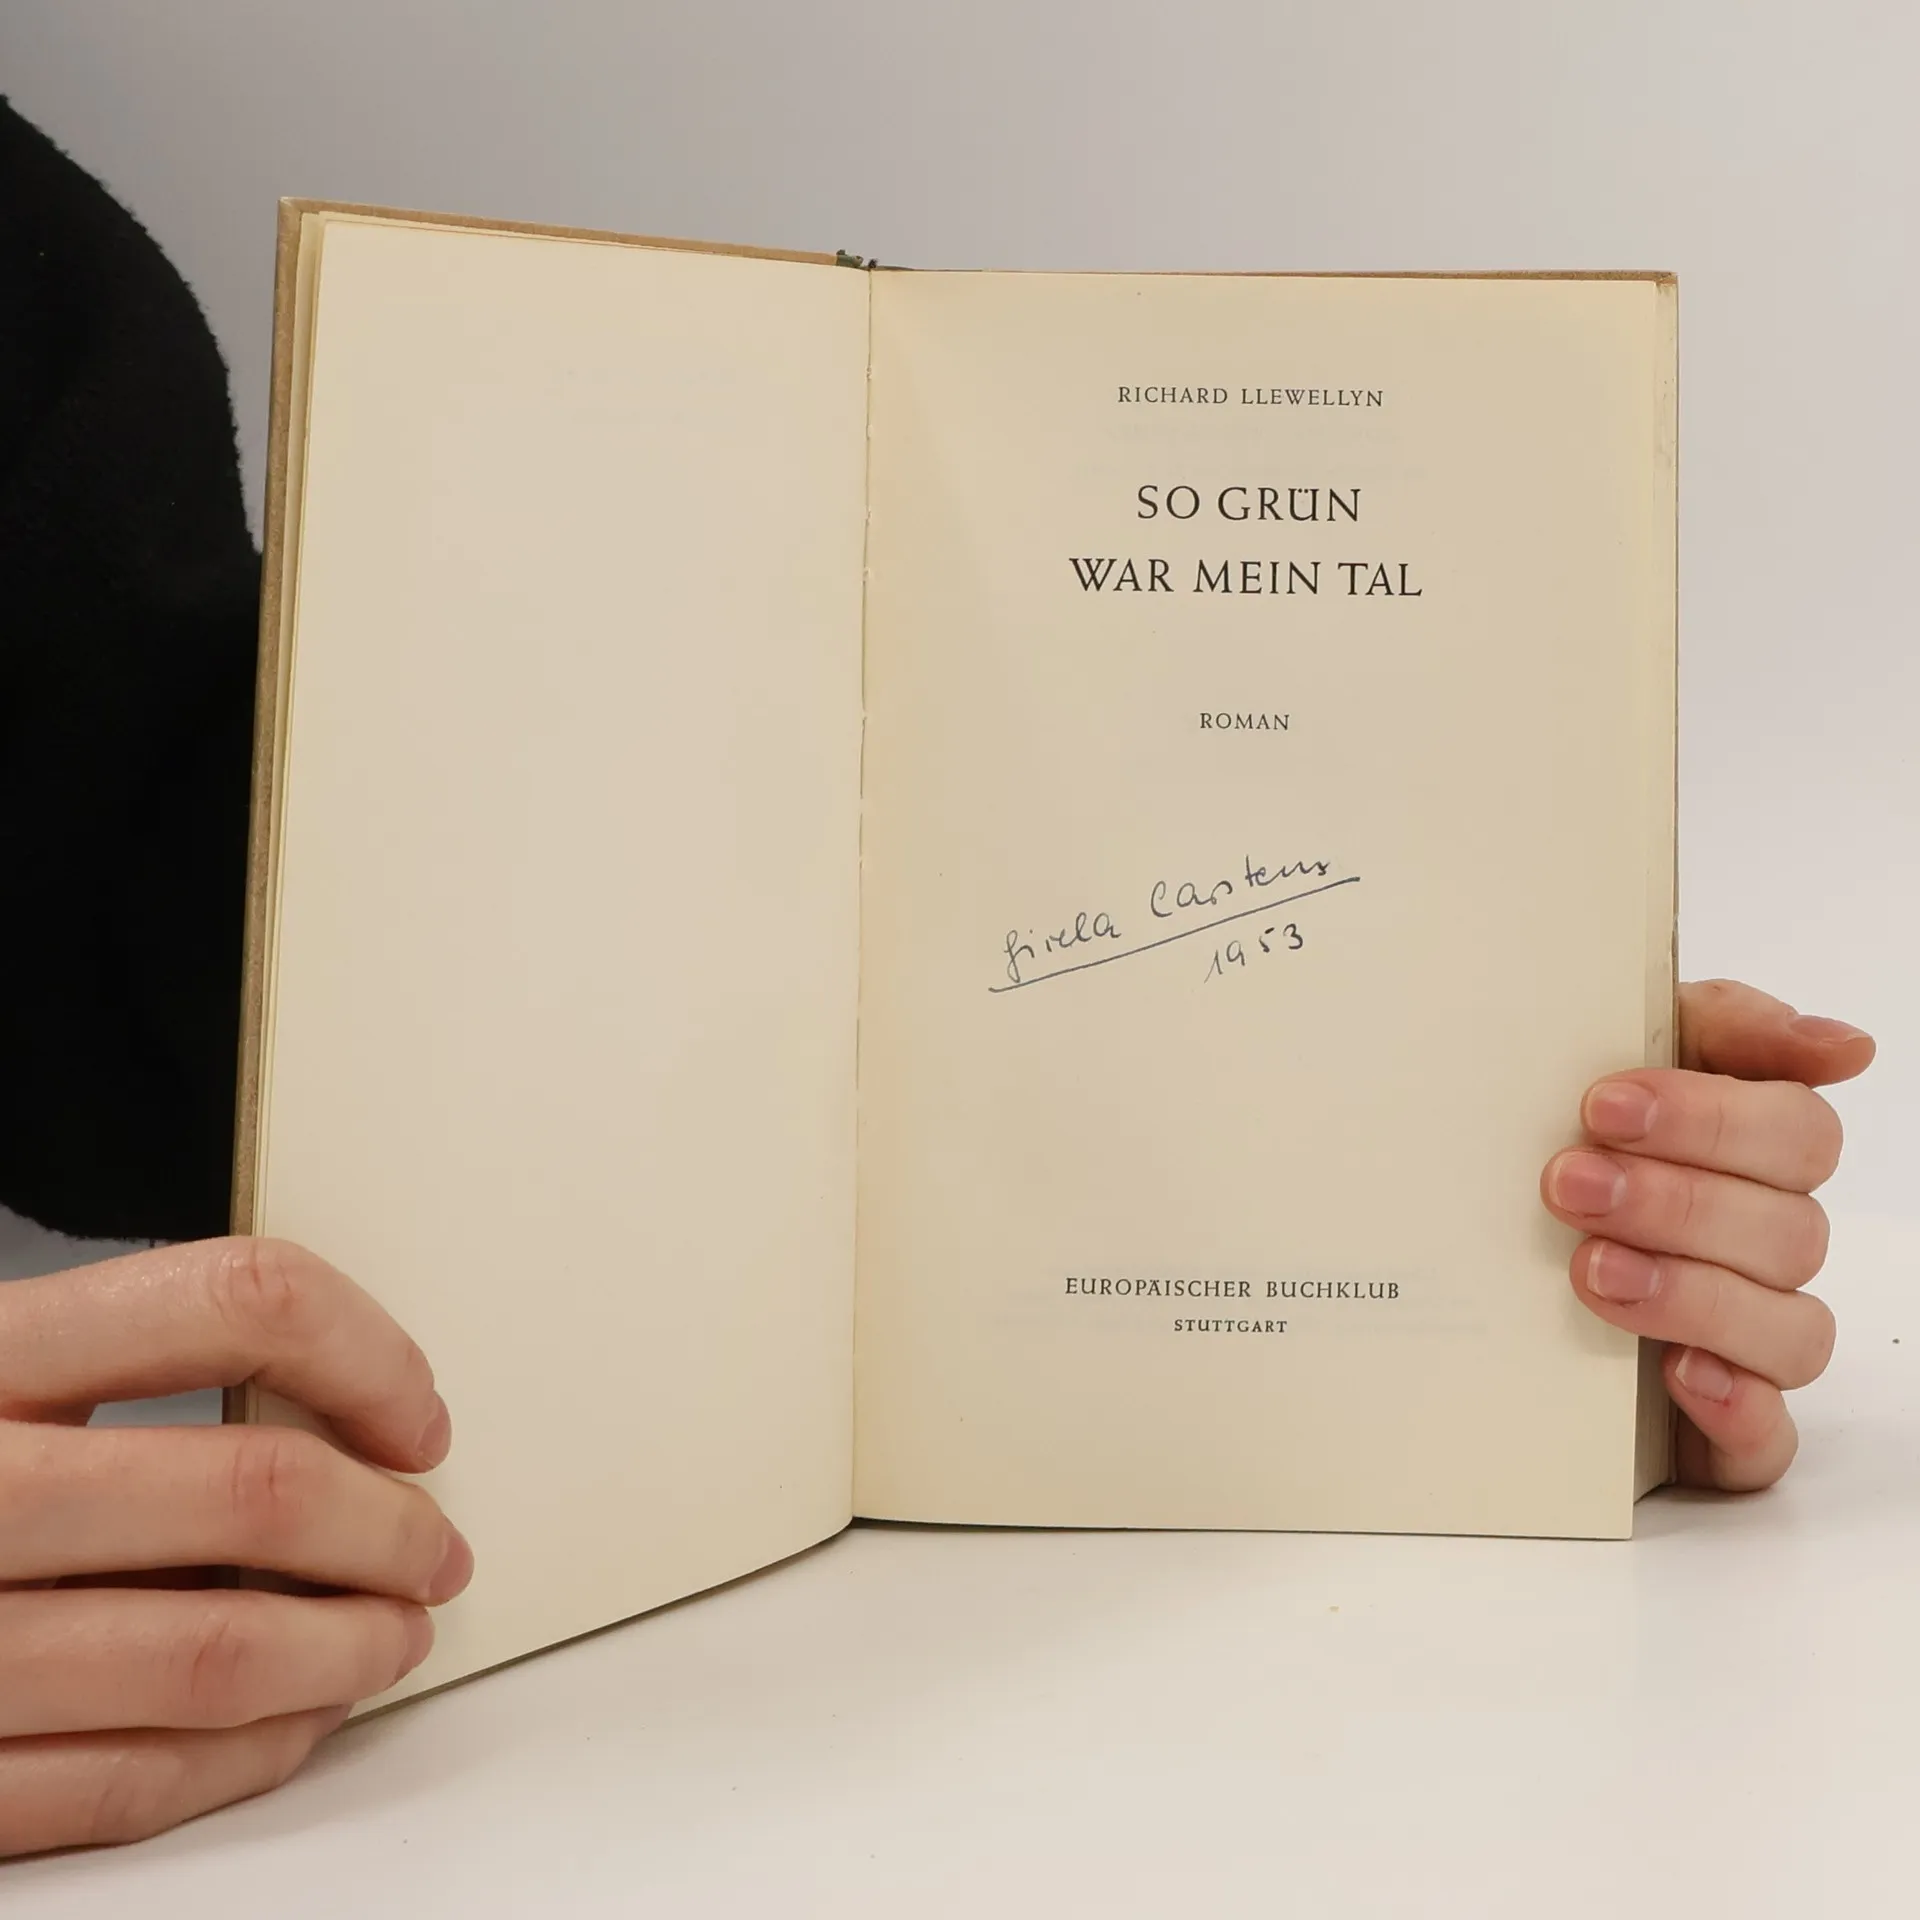 RICHARD LLEWELLYN
SO GRÜN
WAR MEIN TAL
ROMAN
Gisela Carstens
1953
EUROPÄISCHER BUCHKLUB
STUTTGART